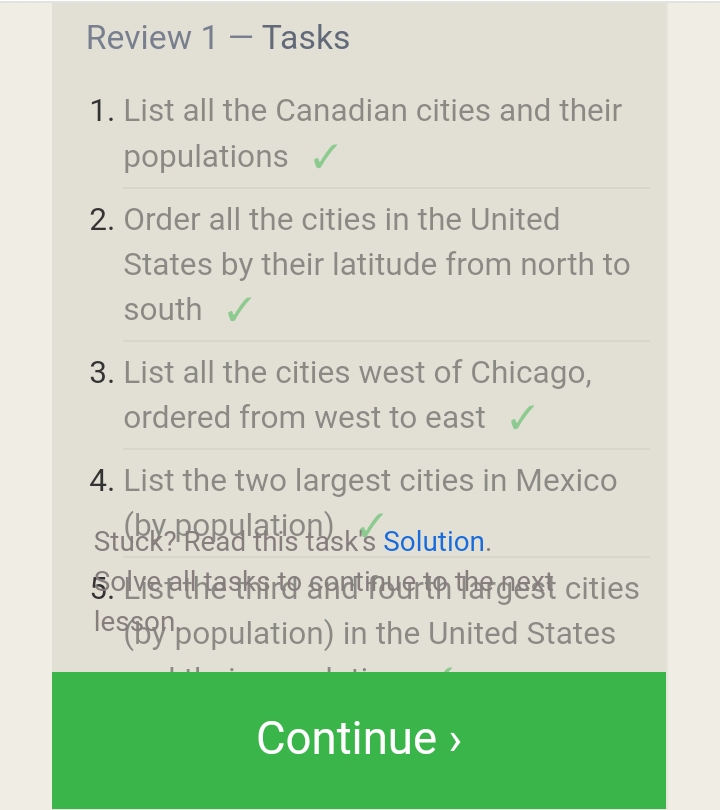 Review 1 — Tasks
1. List all the Canadian cities and their
populations ✓
2. Order all the cities in the United
States by their latitude from north to
south ✓
3. List all the cities west of Chicago,
ordered from west to east ✓
4. List the two largest cities in Mexico
(by population) ✓
Stuck? Read this task's Solution.
Solve all tasks to continue to the next
lesson.
5. List the third and fourth largest cities
(by population) in the United States
and their population ✓
Continue ›